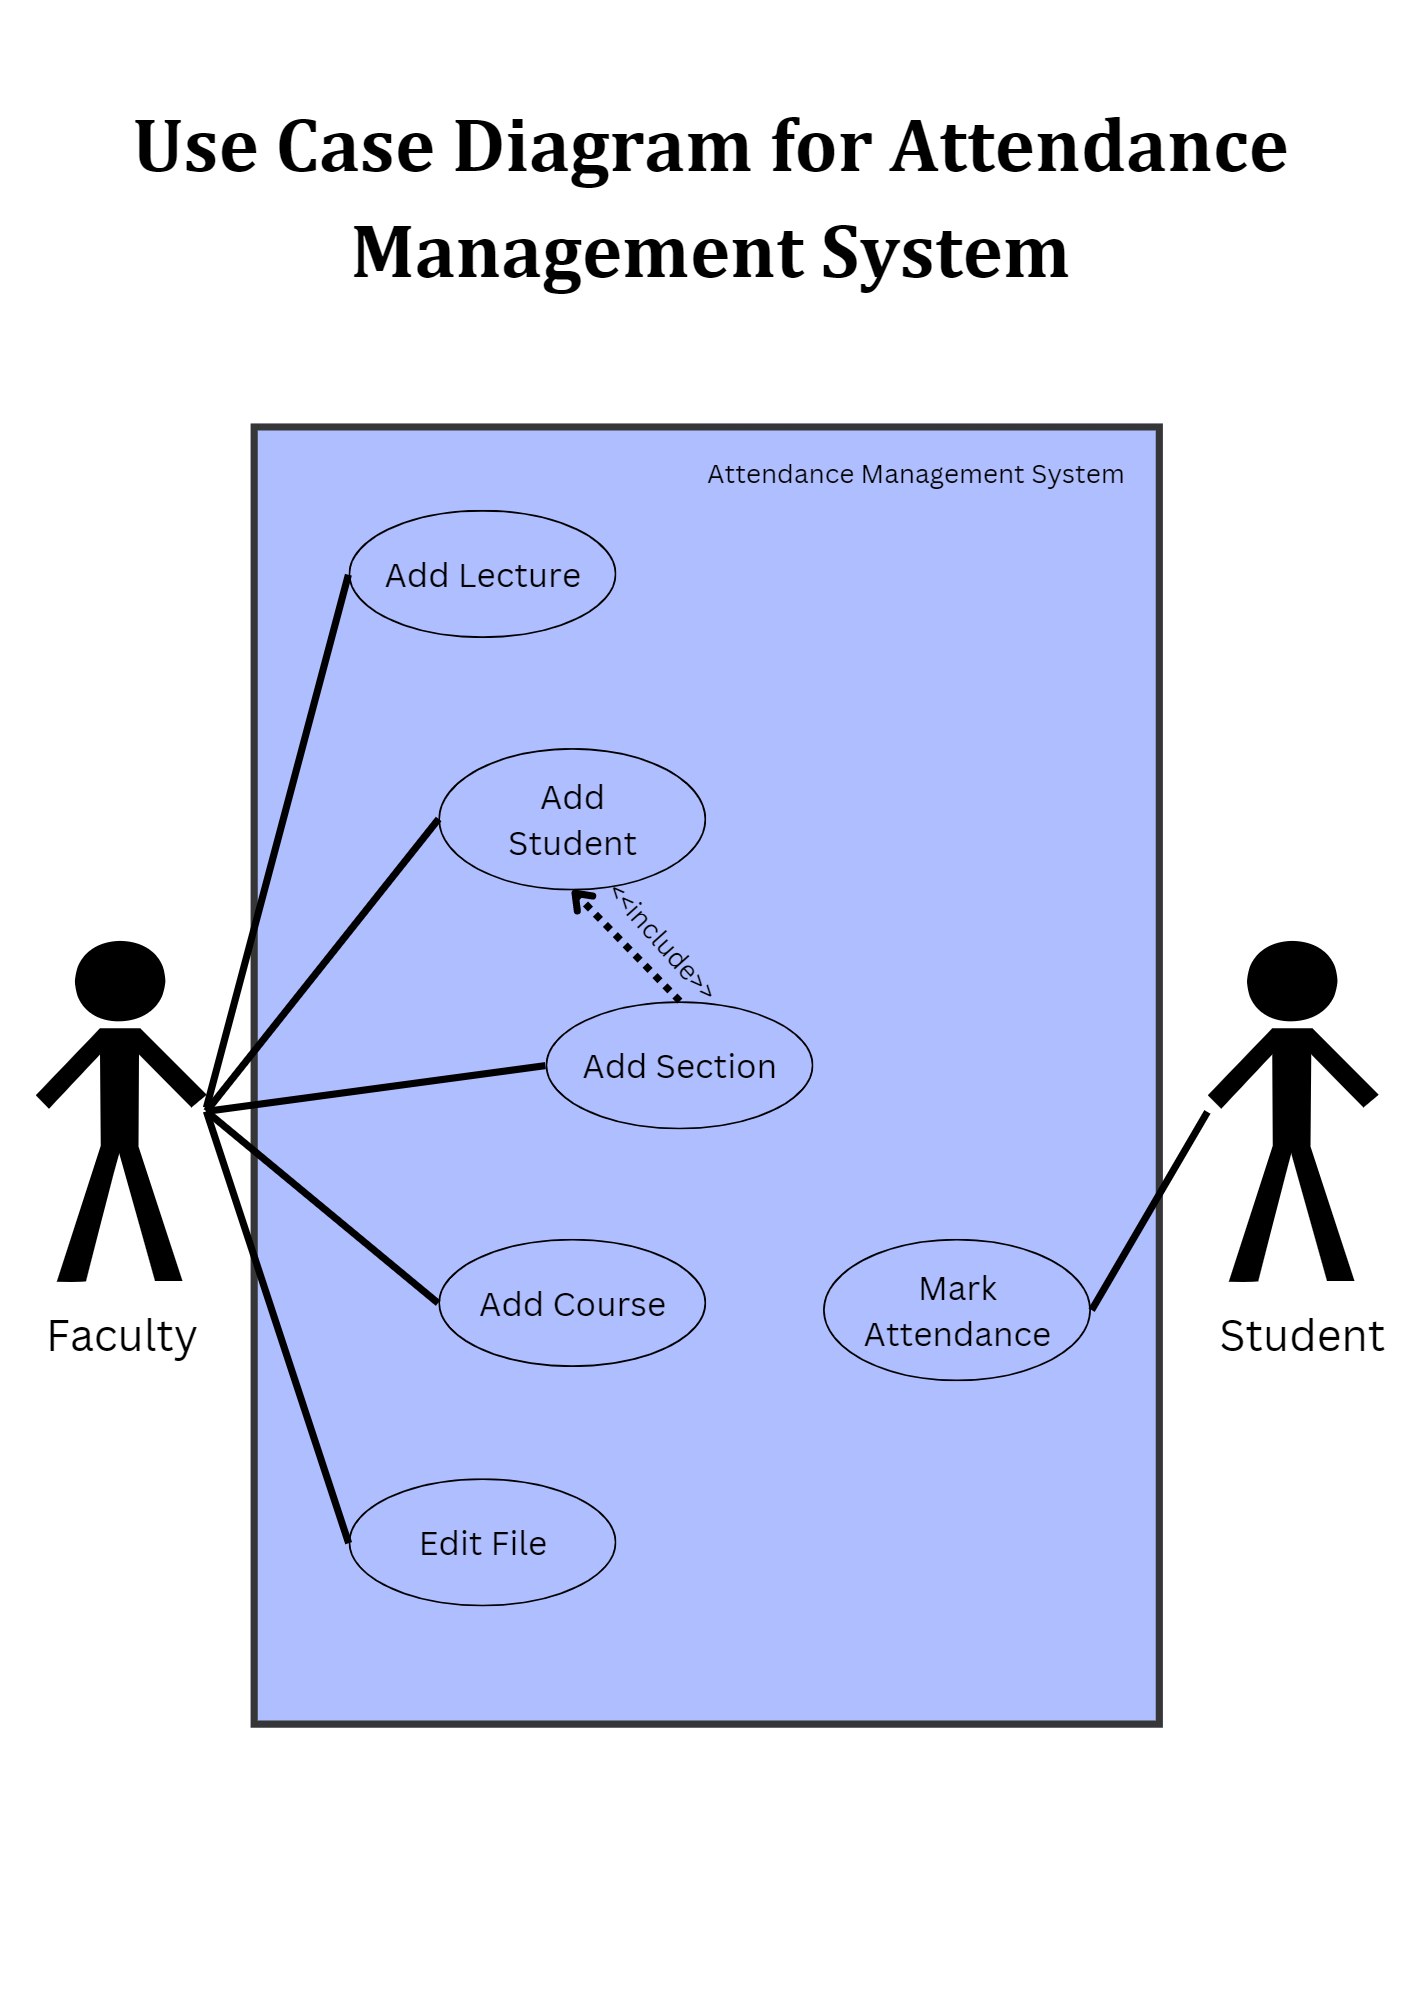 Use Case Diagram for Attendance
Management System
Attendance Management System
Add Lecture
Add
Student
<<include>>
Add Section
Add Course
Mark
Attendance
Faculty
Student
Edit File